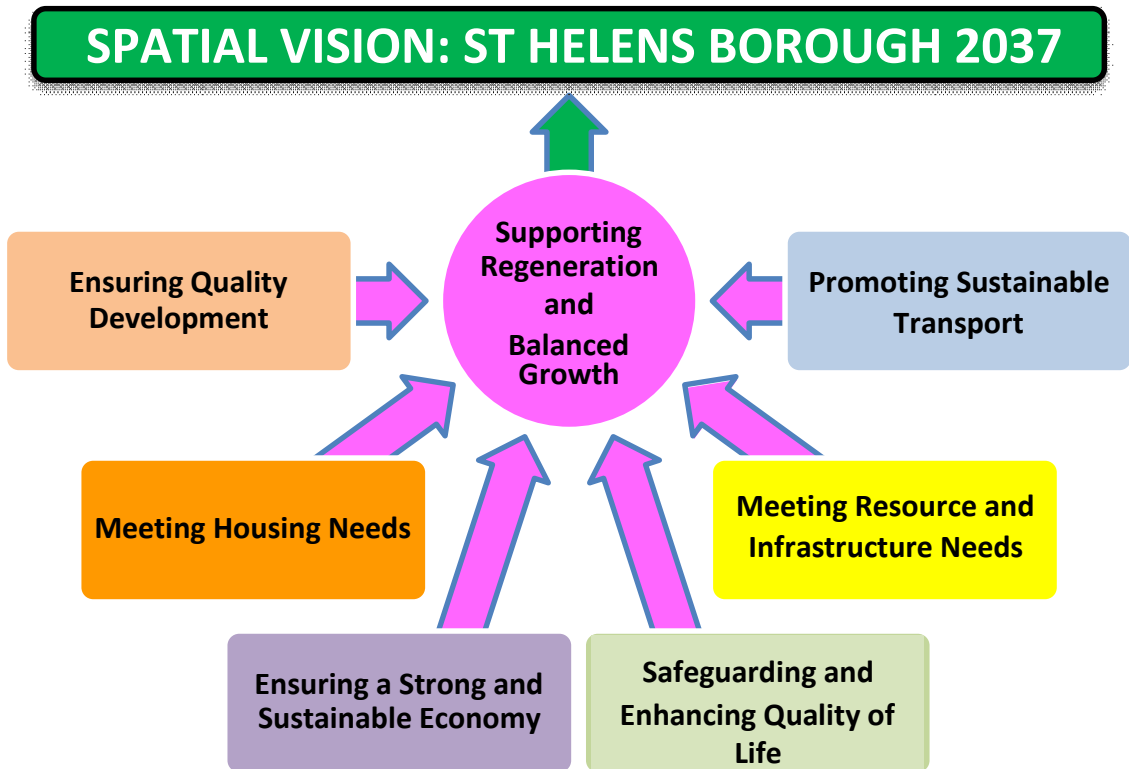 SPATIAL VISION: ST HELENS BOROUGH 2037
Supporting
Regeneration
and
Balanced
Growth
Ensuring Quality
Development
Promoting Sustainable
Transport
Meeting Housing Needs
Meeting Resource and
Infrastructure Needs
Ensuring a Strong and
Sustainable Economy
Safeguarding and
Enhancing Quality of
Life